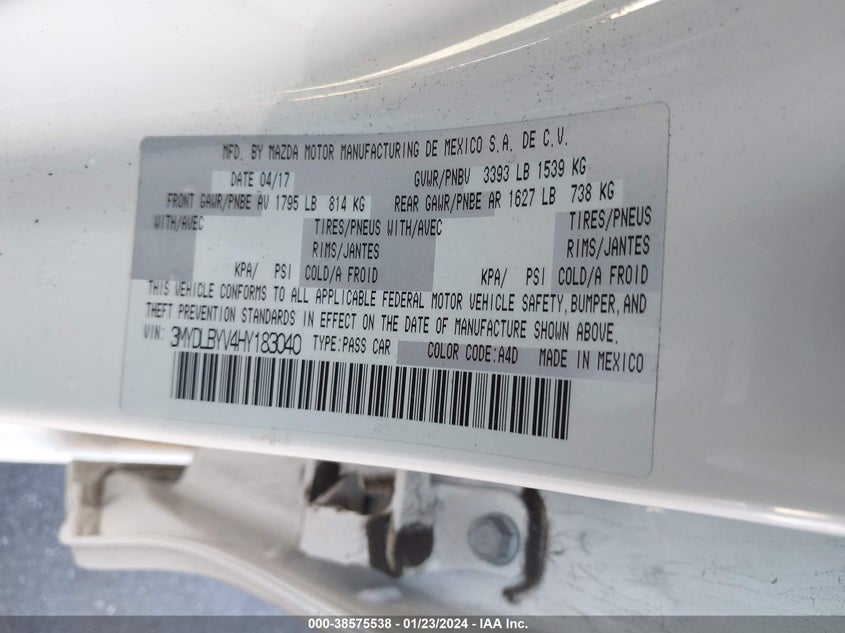 MFD. BY MAZDA MOTOR MANUFACTURING DE MEXICO S.A. DE C.V.
DATE 04/17 GVWR/PNBV 3393 LB 1539 KG
FRONT GAWR/PNBE AV 1795 LB 814 KG REAR GAWR/PNBE AR 1627 LB 738 KG
WITH/AVEC TIRES/PNEUS WITH/AVEC TIRES/PNEUS
RIMS/JANTES RIMS/JANTES
KPA/ PSI COLD/A FROID KPA/ PSI COLD/A FROID
THIS VEHICLE CONFORMS TO ALL APPLICABLE FEDERAL MOTOR VEHICLE SAFETY, BUMPER, AND
THEFT PREVENTION STANDARDS IN EFFECT ON THE DATE OF MANUFACTURE SHOWN ABOVE.
VIN: 3MYDLBYV4HY183040 TYPE:PASS CAR COLOR CODE:A4D MADE IN MEXICO
000-38575538 - 01/23/2024 - IAA Inc.